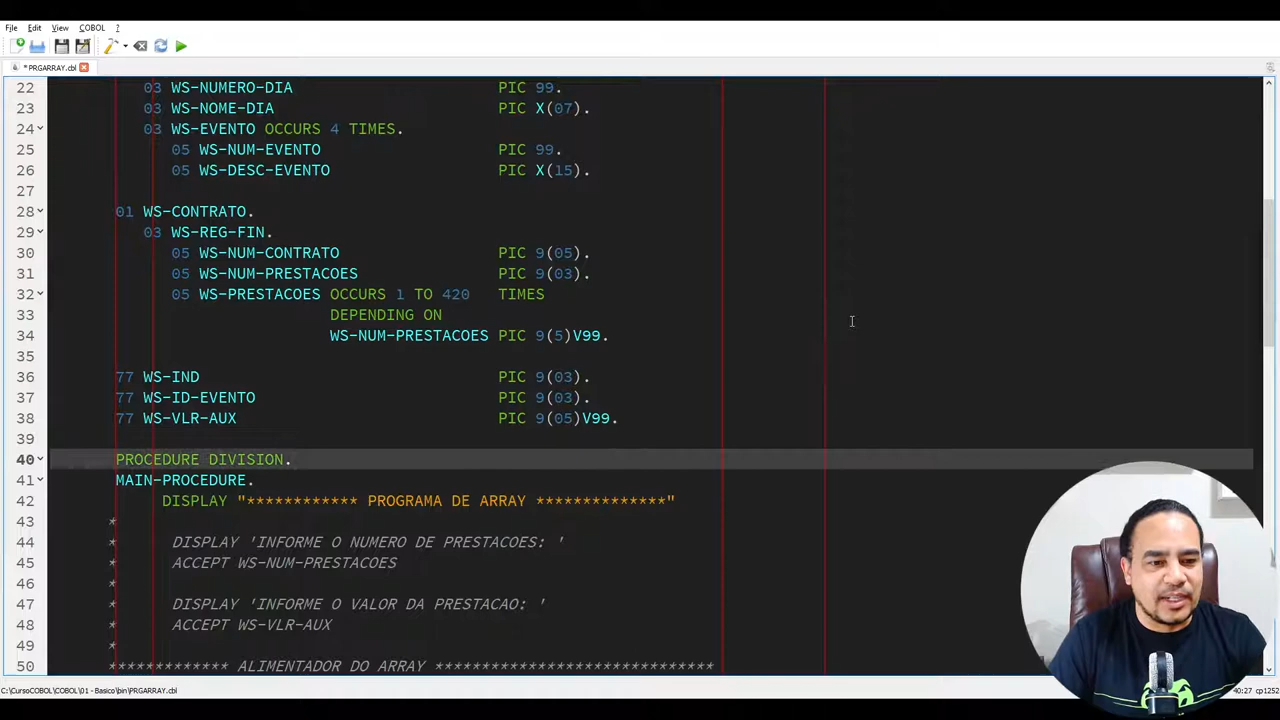 File Edit View COBOL ?
* PRGARRAY.cbl
22 03 WS-NUMERO-DIA PIC 99.
23 03 WS-NOME-DIA PIC X(07).
24 03 WS-EVENTO OCCURS 4 TIMES.
25 05 WS-NUM-EVENTO PIC 99.
26 05 WS-DESC-EVENTO PIC X(15).
27
28 01 WS-CONTRATO.
29 03 WS-REG-FIN.
30 05 WS-NUM-CONTRATO PIC 9(05).
31 05 WS-NUM-PRESTACOES PIC 9(03).
32 05 WS-PRESTACOES OCCURS 1 TO 420 TIMES
33 DEPENDING ON
34 WS-NUM-PRESTACOES PIC 9(5)V99.
35
36 77 WS-IND PIC 9(03).
37 77 WS-ID-EVENTO PIC 9(03).
38 77 WS-VLR-AUX PIC 9(05)V99.
39
40 PROCEDURE DIVISION.
41 MAIN-PROCEDURE.
42 DISPLAY "************ PROGRAMA DE ARRAY **************"
43 *
44 * DISPLAY 'INFORME O NUMERO DE PRESTACOES: '
45 * ACCEPT WS-NUM-PRESTACOES
46 *
47 * DISPLAY 'INFORME O VALOR DA PRESTACAO: '
48 * ACCEPT WS-VLR-AUX
49 *
50 ************* ALIMENTADOR DO ARRAY ******************************
C:\CursoCOBOL\COBOL\01 - Basico\bin\PRGARRAY.cbl 40:27 cp1252